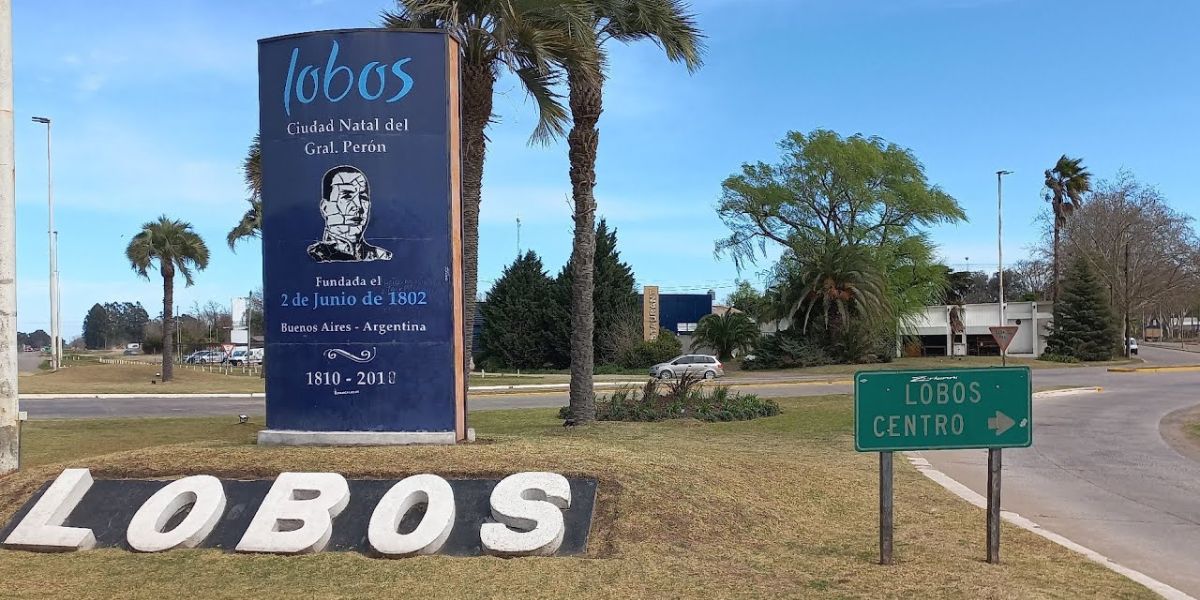 lobos
Ciudad Natal del
Gral. Perón
Fundada el
2 de Junio de 1802
Buenos Aires - Argentina
1810 - 2010
LOBOS
LOBOS
CENTRO